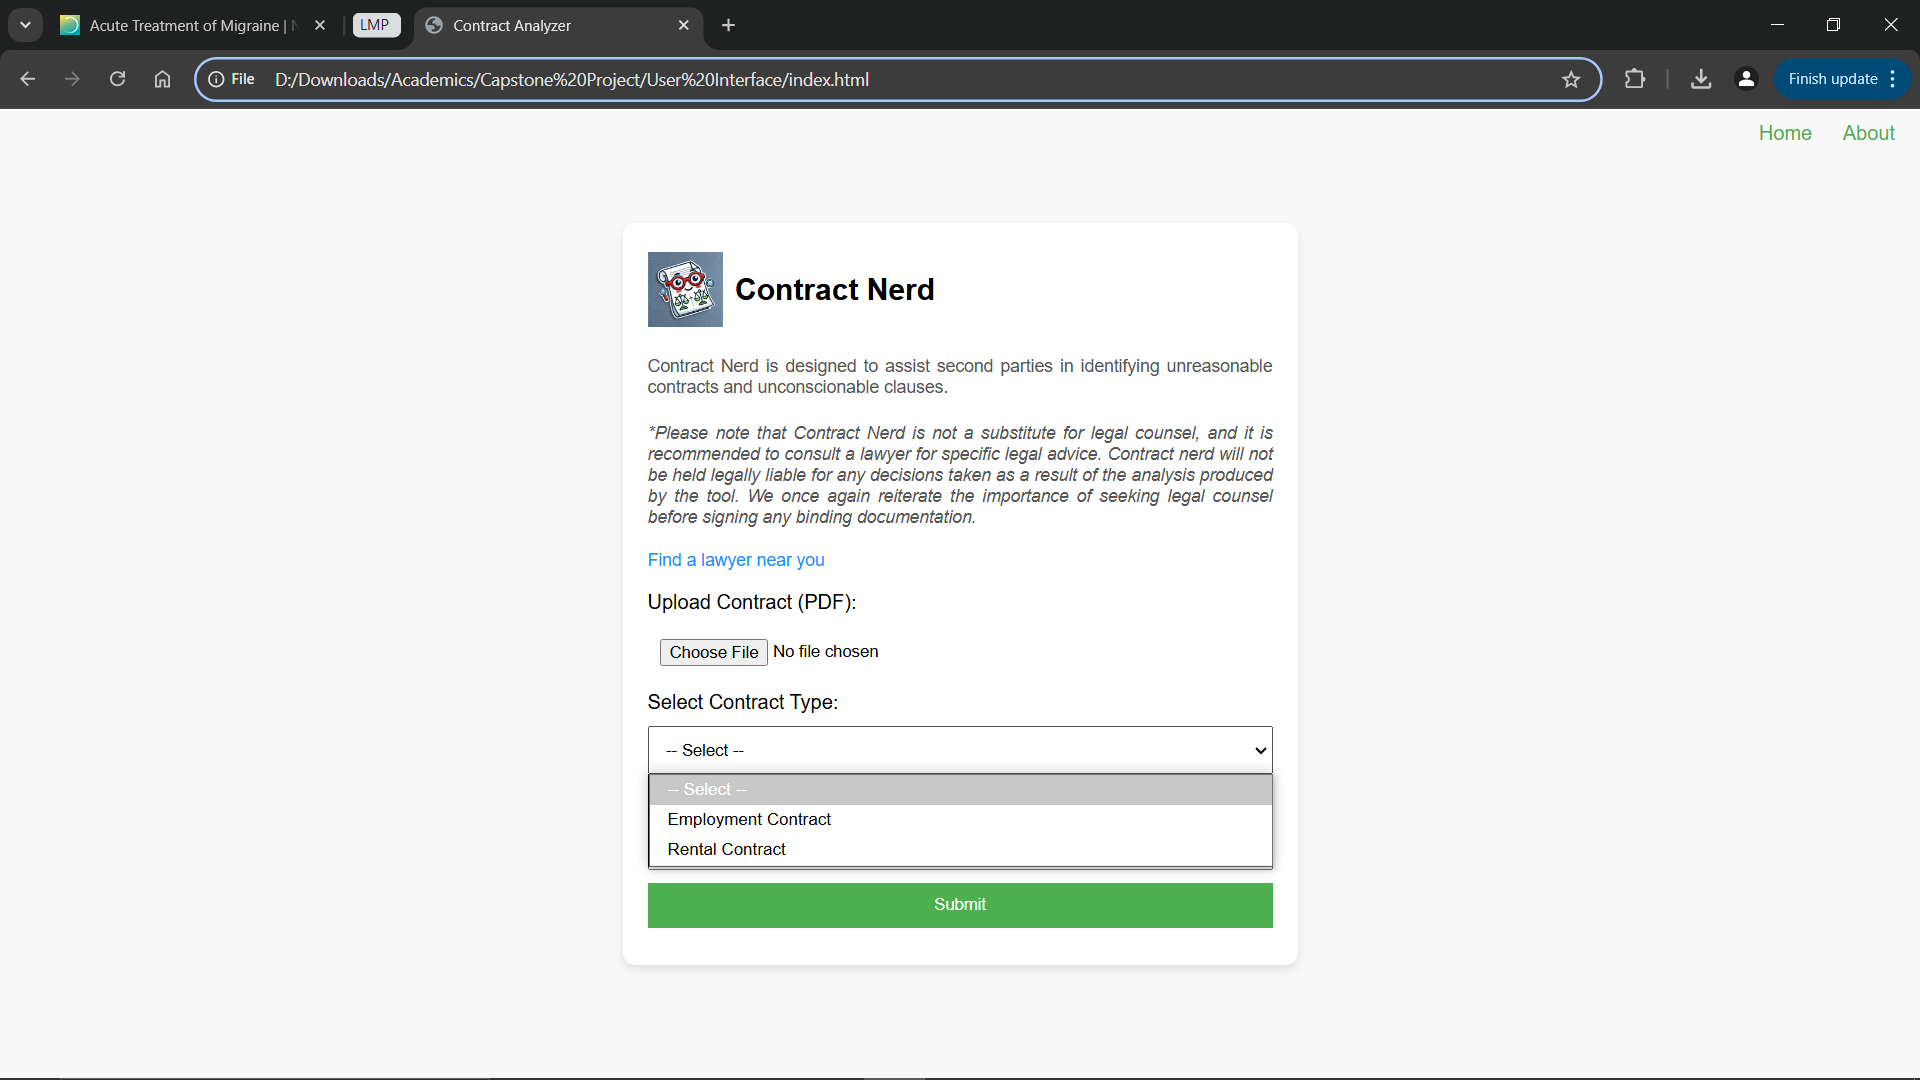 Acute Treatment of Migraine |
LMP
Contract Analyzer
File
D:/Downloads/Academics/Capstone%20Project/User%20Interface/index.html
Finish update
Home
About
Contract Nerd
Contract Nerd is designed to assist second parties in identifying unreasonable
contracts and unconscionable clauses.
*Please note that Contract Nerd is not a substitute for legal counsel, and it is
recommended to consult a lawyer for specific legal advice. Contract nerd will not
be held legally liable for any decisions taken as a result of the analysis produced
by the tool. We once again reiterate the importance of seeking legal counsel
before signing any binding documentation.
Find a lawyer near you
Upload Contract (PDF):
Choose File No file chosen
Select Contract Type:
-- Select --
-- Select --
Employment Contract
Rental Contract
Submit